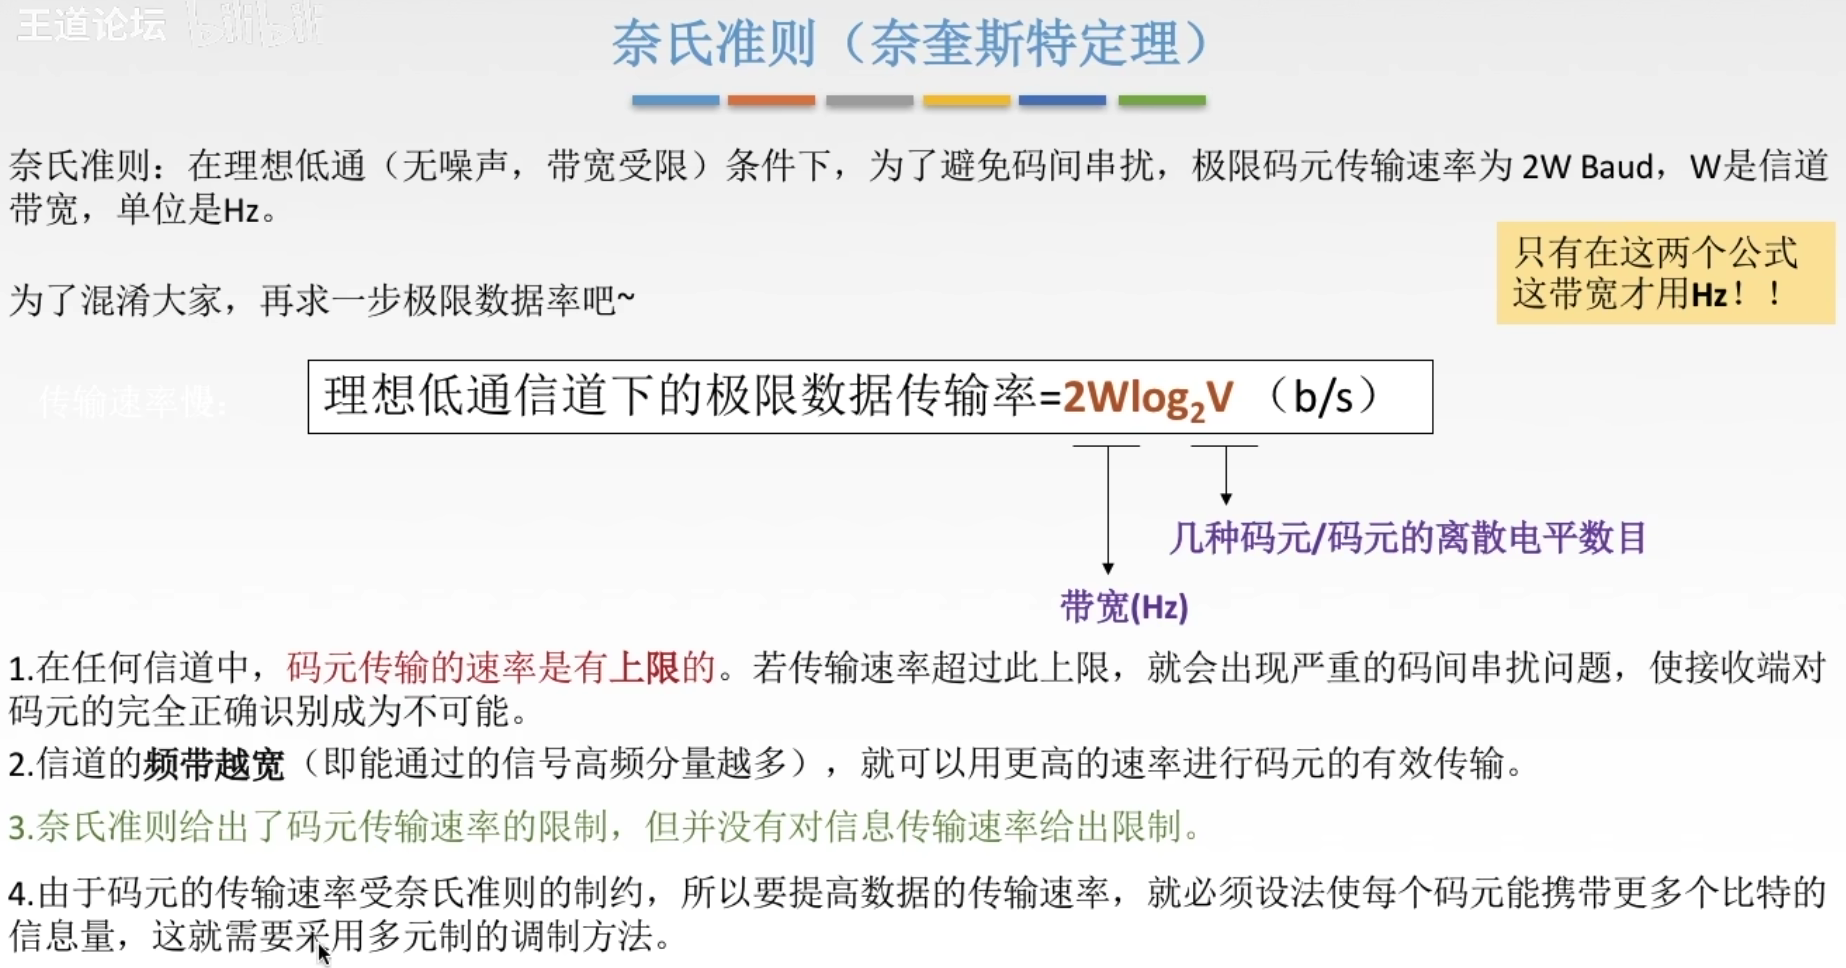 王道论坛 bilibili
奈氏准则（奈奎斯特定理）
奈氏准则：在理想低通（无噪声，带宽受限）条件下，为了避免码间串扰，极限码元传输速率为 2W Baud，W是信道
带宽，单位是Hz。
只有在这两个公式
这带宽才用Hz！！
为了混淆大家，再求一步极限数据率吧~
传输速率慢：
理想低通信道下的极限数据传输率=2Wlog₂V （b/s）
几种码元/码元的离散电平数目
带宽(Hz)
1.在任何信道中，码元传输的速率是有上限的。若传输速率超过此上限，就会出现严重的码间串扰问题，使接收端对
码元的完全正确识别成为不可能。
2.信道的频带越宽（即能通过的信号高频分量越多），就可以用更高的速率进行码元的有效传输。
3.奈氏准则给出了码元传输速率的限制，但并没有对信息传输速率给出限制。
4.由于码元的传输速率受奈氏准则的制约，所以要提高数据的传输速率，就必须设法使每个码元能携带更多个比特的
信息量，这就需要采用多元制的调制方法。